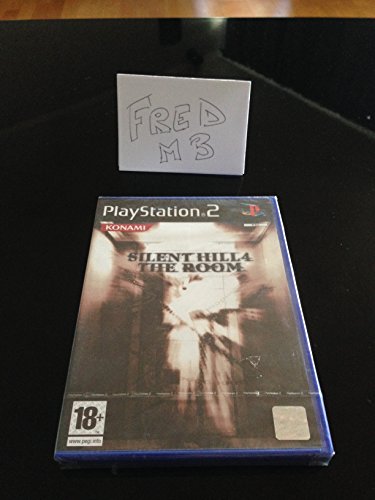 FRED
M3
PlayStation®2
KONAMI
SILENT HILL 4
THE ROOM
18+
www.pegi.info